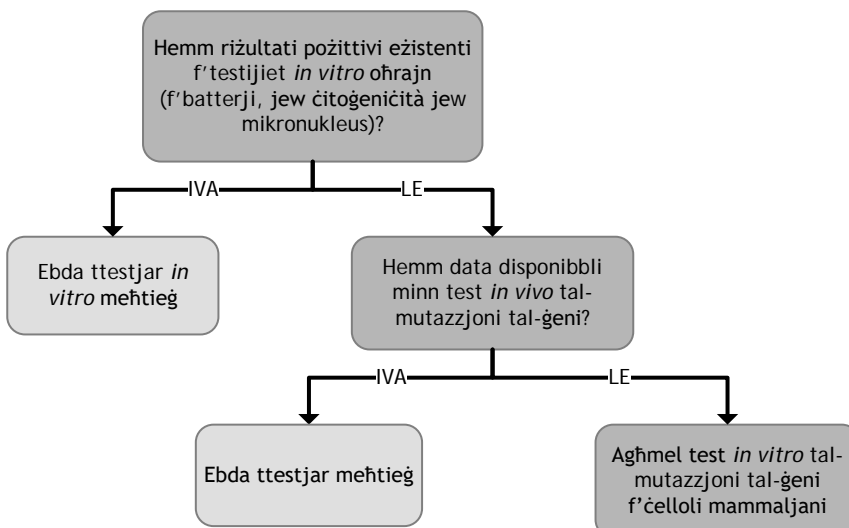 Hemm riżultati pożittivi eżistenti
f'testijiet in vitro oħrajn
(f'batterji, jew ċitoġeniċità jew
mikronukleus)?
IVA
LE
Ebda ttestjar in
vitro meħtieġ
Hemm data disponibbli
minn test in vivo tal-
mutazzjoni tal-ġeni?
IVA
LE
Ebda ttestjar meħtieġ
Agħmel test in vitro tal-
mutazzjoni tal-ġeni
f'ċelloli mammaljani